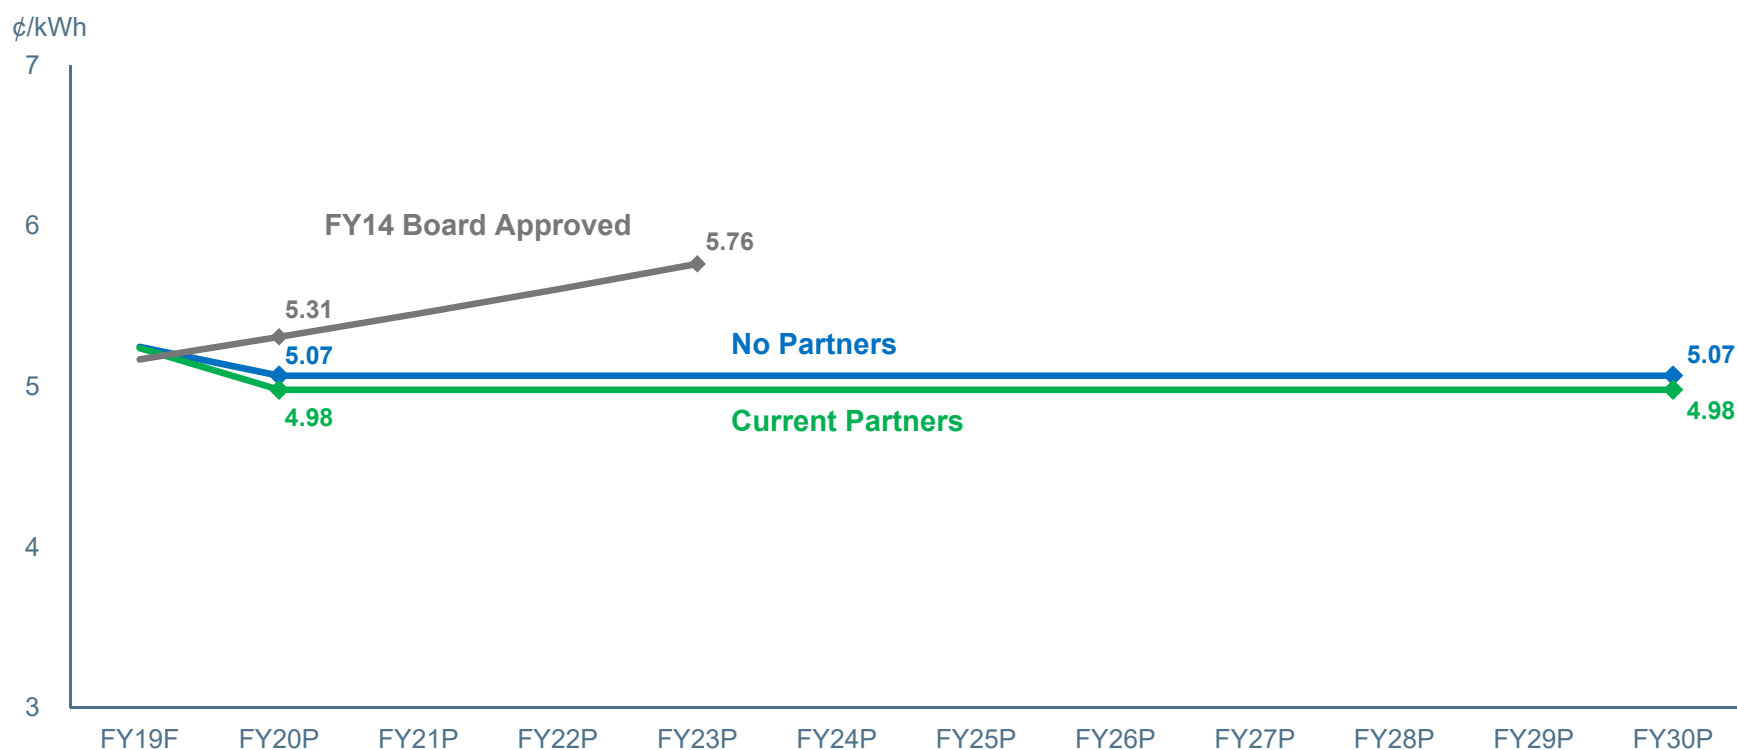 ¢/kWh
7
6
5
4
3
FY14 Board Approved
5.76
5.31
No Partners
5.07
5.07
4.98
Current Partners
4.98
FY19F FY20P FY21P FY22P FY23P FY24P FY25P FY26P FY27P FY28P FY29P FY30P